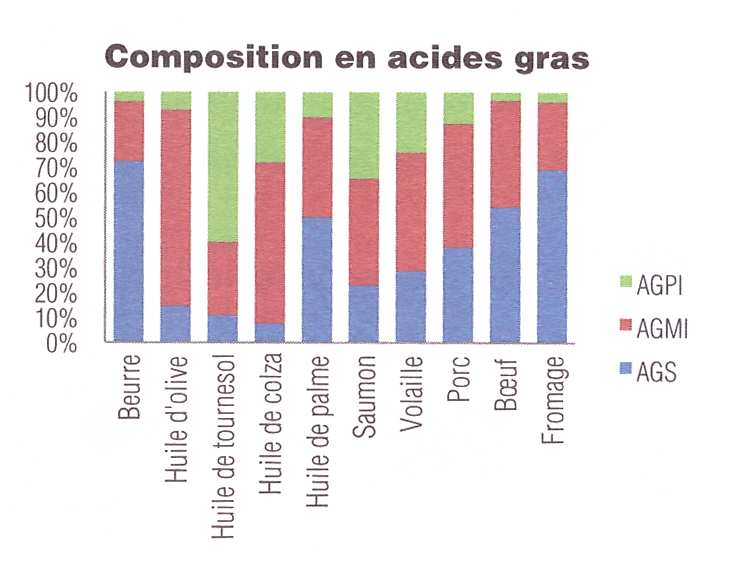 Composition en acides gras
100%
90%
80%
70%
60%
50%
40%
30%
20%
10%
0%
Beurre
Huile d'olive
Huile de tournesol
Huile de colza
Huile de palme
Saumon
Volaille
Porc
Bœuf
Fromage
AGPI
AGMI
AGS